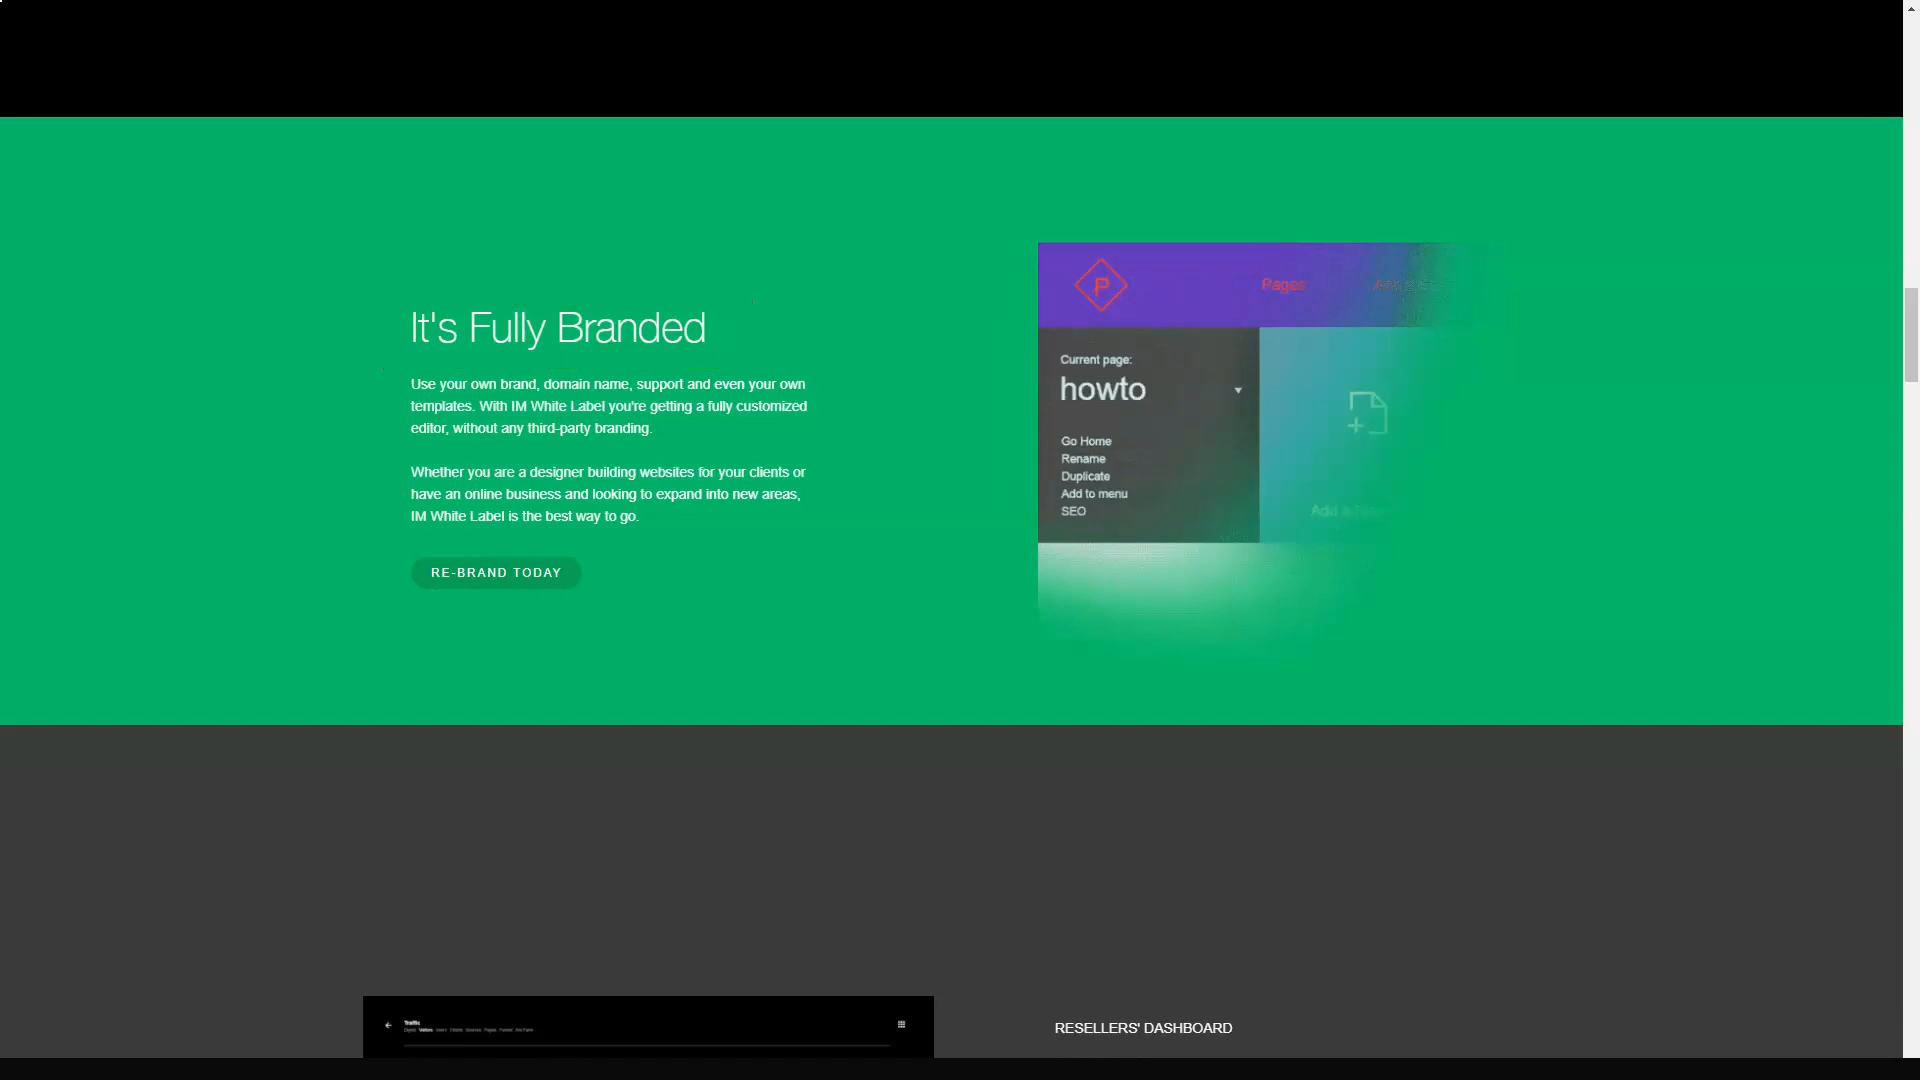 It's Fully Branded
Use your own brand, domain name, support and even your own
templates. With IM White Label you're getting a fully customized
editor, without any third-party branding.
Whether you are a designer building websites for your clients or
have an online business and looking to expand into new areas,
IM White Label is the best way to go.
RE-BRAND TODAY
P
Pages
Current page:
howto
Go Home
Rename
Duplicate
Add to menu
SEO
Add a
Traffic
Visitors
RESELLERS' DASHBOARD